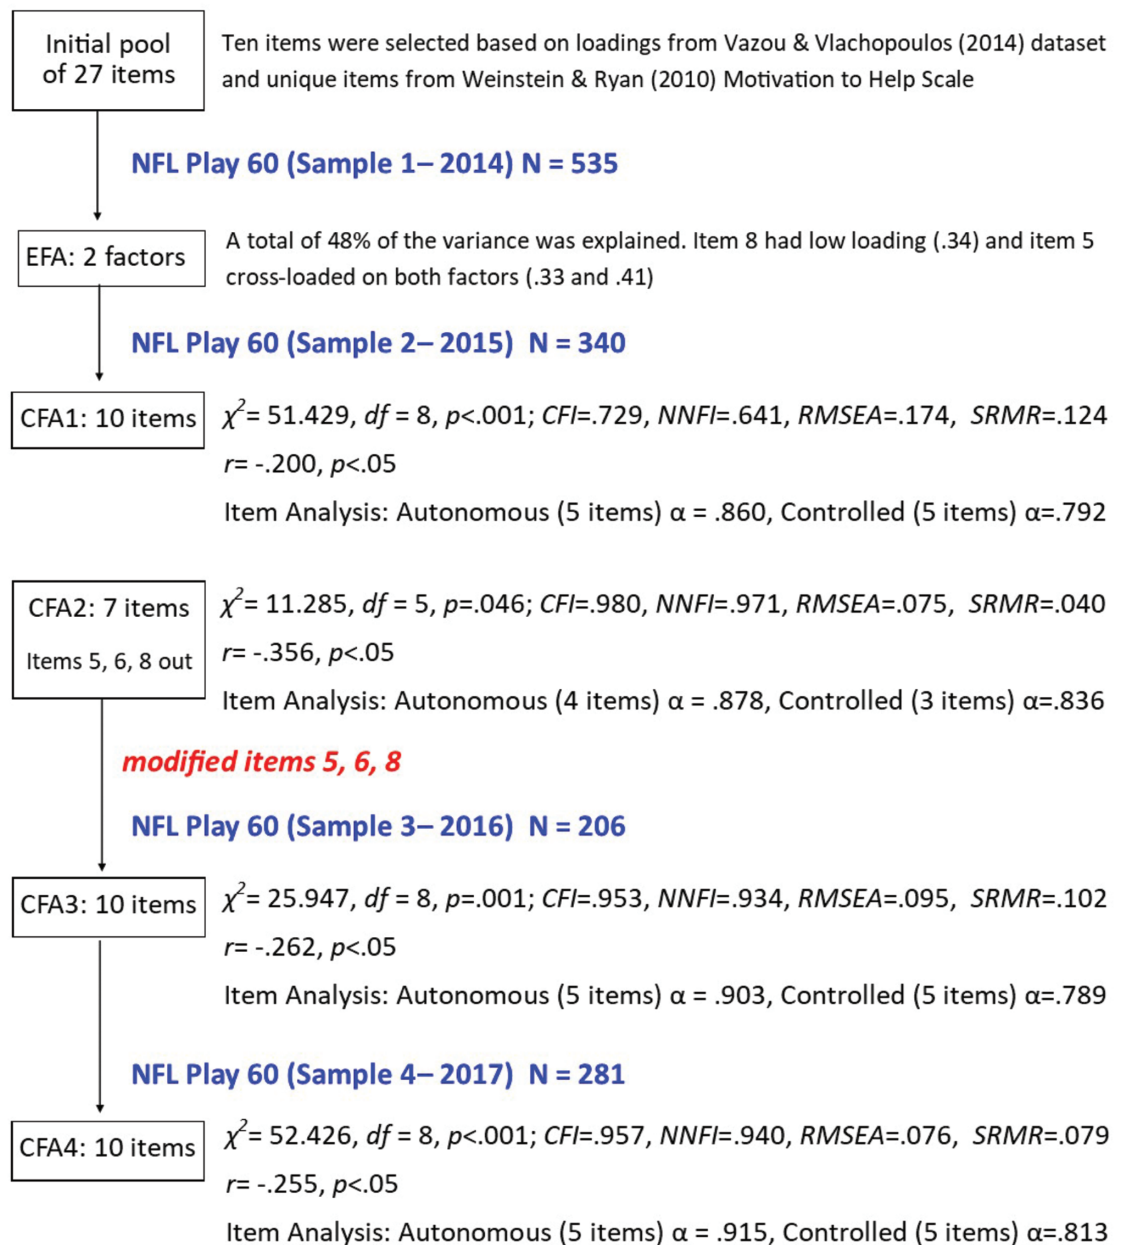 Initial pool
of 27 items
Ten items were selected based on loadings from Vazou & Vlachopoulos (2014) dataset
and unique items from Weinstein & Ryan (2010) Motivation to Help Scale
NFL Play 60 (Sample 1– 2014) N = 535
EFA: 2 factors
A total of 48% of the variance was explained. Item 8 had low loading (.34) and item 5
cross-loaded on both factors (.33 and .41)
NFL Play 60 (Sample 2– 2015)  N = 340
CFA1: 10 items
χ²= 51.429, df = 8, p<.001; CFI=.729, NNFI=.641, RMSEA=.174,  SRMR=.124
r= -.200, p<.05
Item Analysis: Autonomous (5 items) α = .860, Controlled (5 items) α=.792
CFA2: 7 items
Items 5, 6, 8 out
χ²= 11.285, df = 5, p=.046; CFI=.980, NNFI=.971, RMSEA=.075,  SRMR=.040
r= -.356, p<.05
Item Analysis: Autonomous (4 items) α = .878, Controlled (3 items) α=.836
modified items 5, 6, 8
NFL Play 60 (Sample 3– 2016)  N = 206
CFA3: 10 items
χ²= 25.947, df = 8, p=.001; CFI=.953, NNFI=.934, RMSEA=.095,  SRMR=.102
r= -.262, p<.05
Item Analysis: Autonomous (5 items) α = .903, Controlled (5 items) α=.789
NFL Play 60 (Sample 4– 2017)  N = 281
CFA4: 10 items
χ²= 52.426, df = 8, p<.001; CFI=.957, NNFI=.940, RMSEA=.076,  SRMR=.079
r= -.255, p<.05
Item Analysis: Autonomous (5 items) α = .915, Controlled (5 items) α=.813